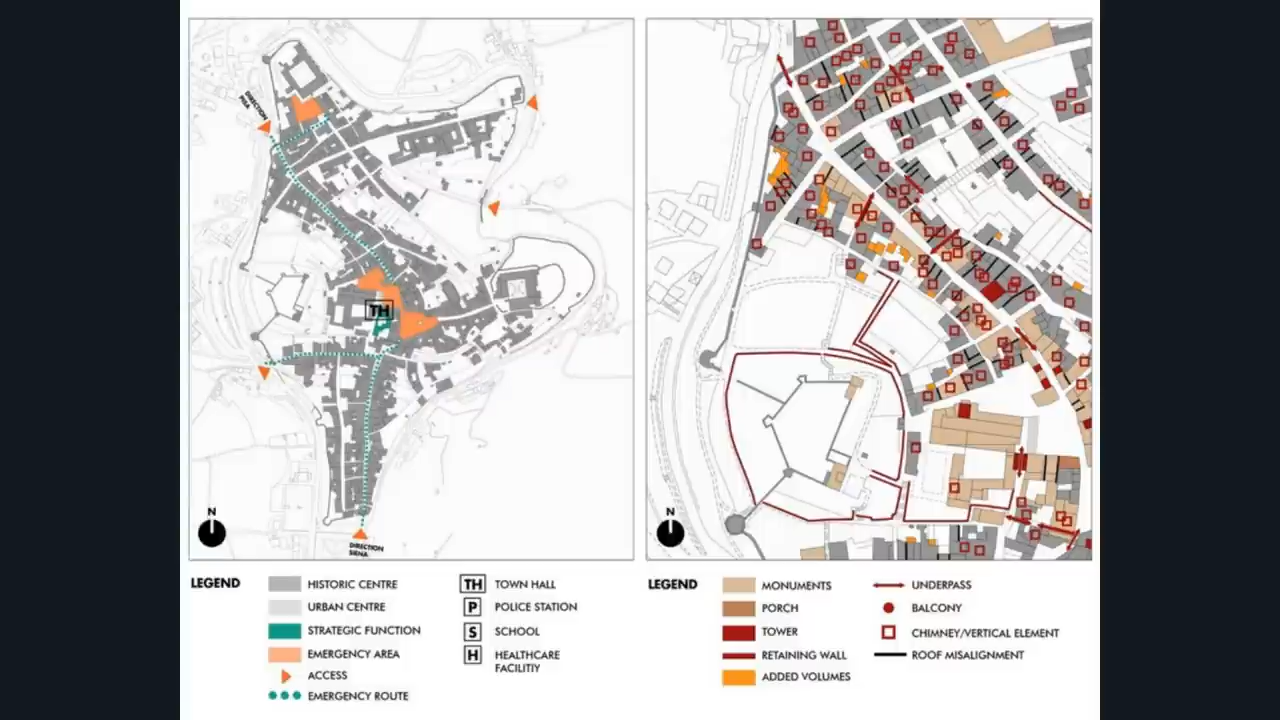 DIRECTION
PISA
TH
N
DIRECTION
SIENA
N
LEGEND
HISTORIC CENTRE
URBAN CENTRE
STRATEGIC FUNCTION
EMERGENCY AREA
ACCESS
EMERGENCY ROUTE
TH TOWN HALL
P POLICE STATION
S SCHOOL
H HEALTHCARE
FACILITIY
LEGEND
MONUMENTS
PORCH
TOWER
RETAINING WALL
ADDED VOLUMES
UNDERPASS
BALCONY
CHIMNEY/VERTICAL ELEMENT
ROOF MISALIGNMENT